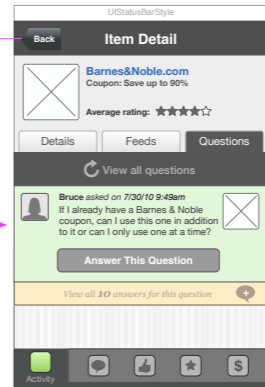 UIStatusBarStyle
Back
Item Detail
Barnes&Noble.com
Coupon: Save up to 90%
Average rating: ★★★★☆
Details Feeds Questions
View all questions
Bruce asked on 7/30/10 9:49am
If I already have a Barnes & Noble
coupon, can I use this one in addition
to it or can I only use one at a time?
Answer This Question
View all 10 answers for this question
+
Activity
$